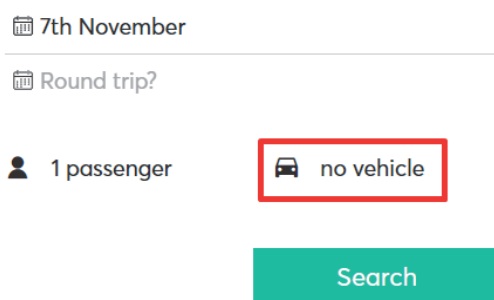 7th November
Round trip?
1 passenger no vehicle
Search